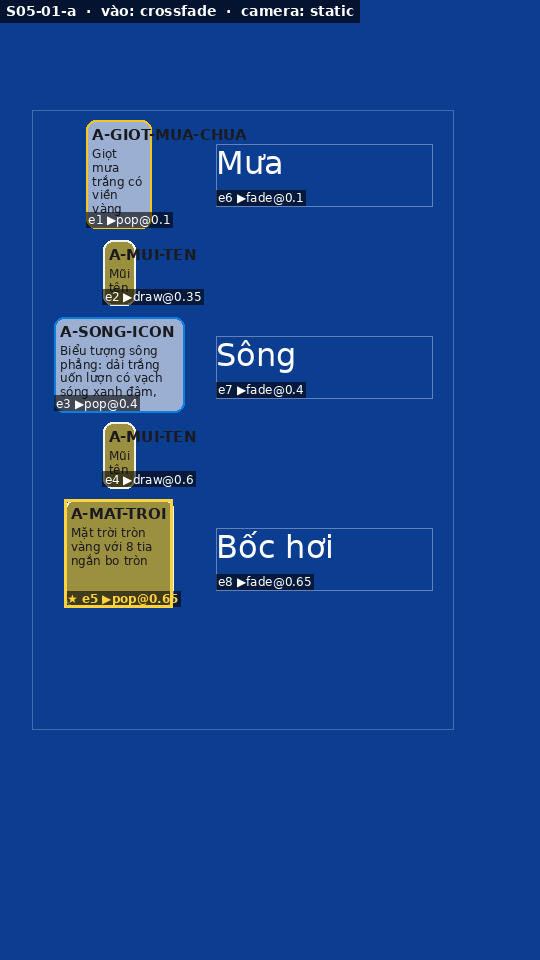 S05-01-a · vào: crossfade · camera: static
A-GIOT-MUA-CHUA
Giọt
mưa
trắng có
viền
vàng
e1 ▶pop@0.1
Mưa
e6 ▶fade@0.1
A-MUI-TEN
Mũi
tên
e2 ▶draw@0.35
A-SONG-ICON
Biểu tượng sông
phẳng: dải trắng
uốn lượn có vạch
sóng xanh đậm,
e3 ▶pop@0.4
Sông
e7 ▶fade@0.4
A-MUI-TEN
Mũi
tên
e4 ▶draw@0.6
A-MAT-TROI
Mặt trời tròn
vàng với 8 tia
ngắn bo tròn
★ e5 ▶pop@0.65
Bốc hơi
e8 ▶fade@0.65